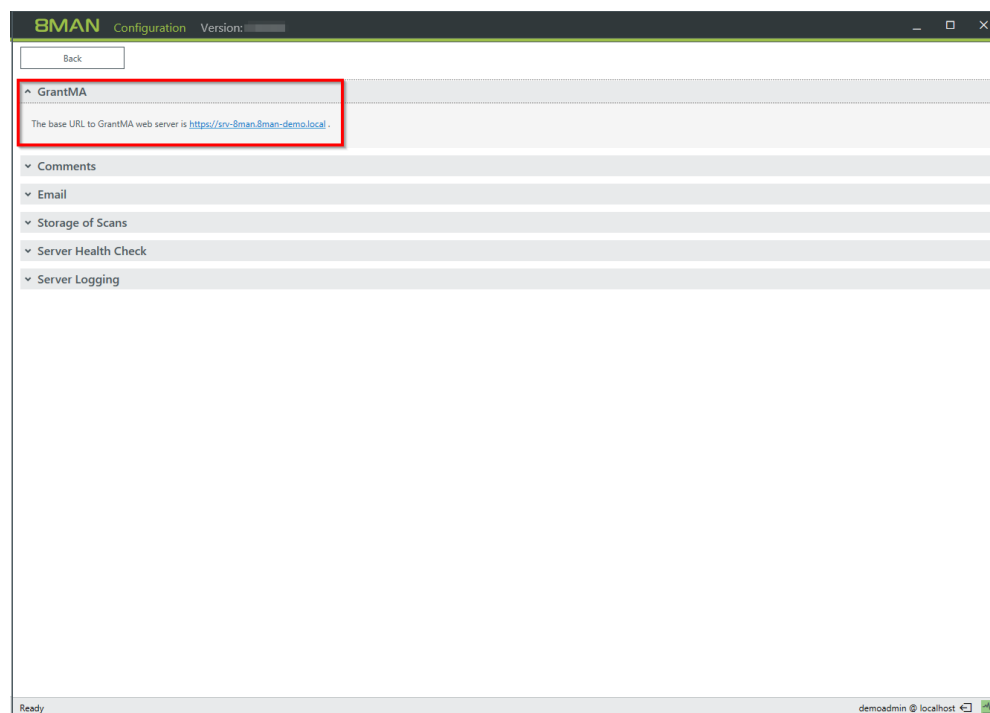 8MAN Configuration Version:
Back
GrantMA
The base URL to GrantMA web server is https://srv-8man.8man-demo.local .
Comments
Email
Storage of Scans
Server Health Check
Server Logging
Ready demoadmin @ localhost